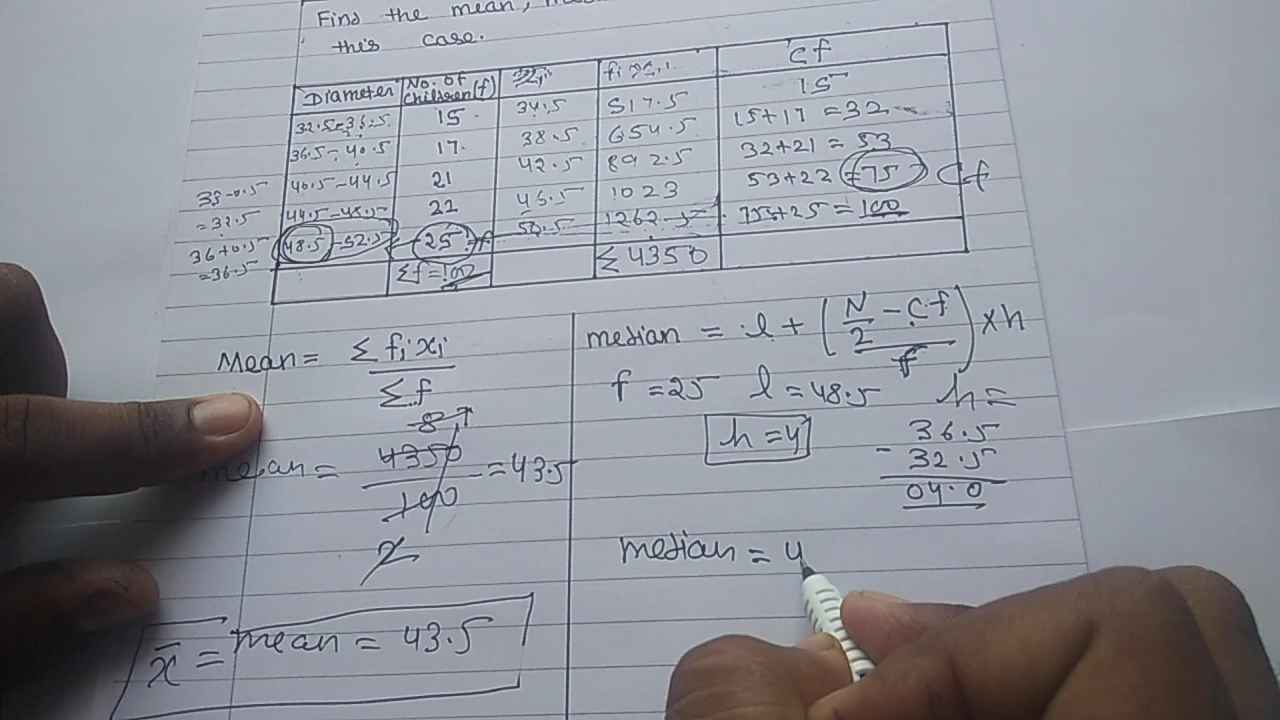 Find the mean,
this case.
Diameter No. of children(f) xi fixi cf
32.5-36.5 15 34.5 517.5 15
36.5-40.5 17 38.5 654.5 15+17=32
40.5-44.5 21 42.5 892.5 32+21=53
44.5-48.5 22 46.5 1023 53+22=75 Cf
48.5-52.5 25 f 50.5 1262.5 75+25=100
Σf=100 Σ4350
33-0.5
=32.5
36+0.5
=36.5
Mean= Σfixi
Σf
87
mean= 4350 =43.5
100
2
x̄ = mean = 43.5
median = l+(N/2-Cf/f)×h
f=25 l=48.5 h=
h=4
36.5
-32.5
04.0
median = 4